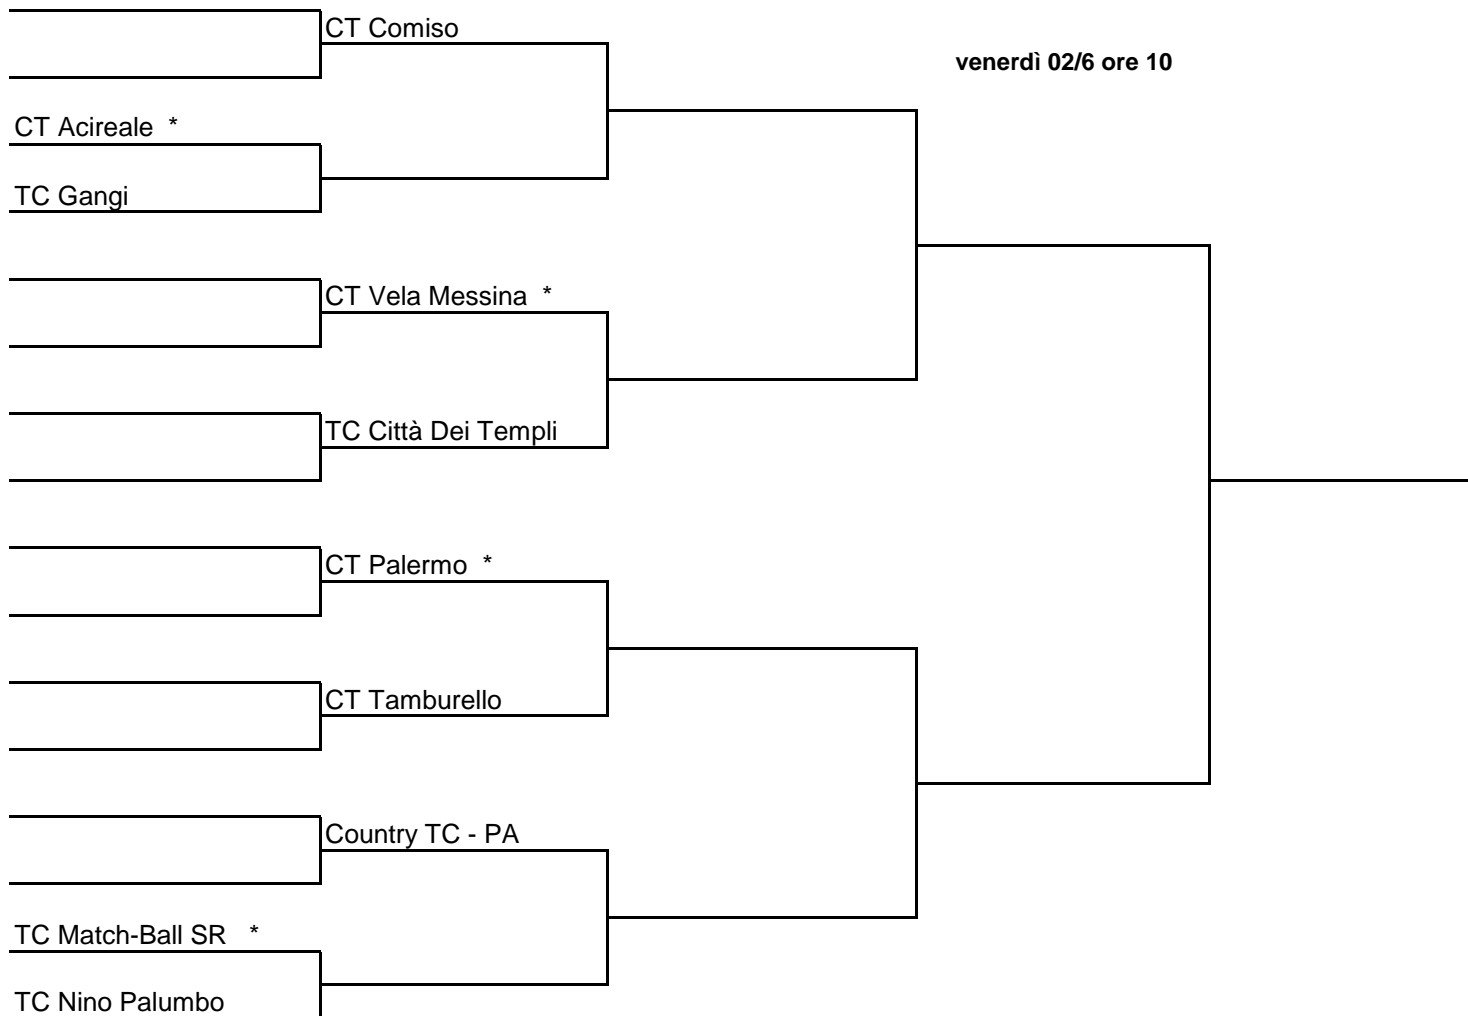 CT Comiso
venerdì 02/6 ore 10
CT Acireale *
TC Gangi
CT Vela Messina *
TC Città Dei Templi
CT Palermo *
CT Tamburello
Country TC - PA
TC Match-Ball SR *
TC Nino Palumbo